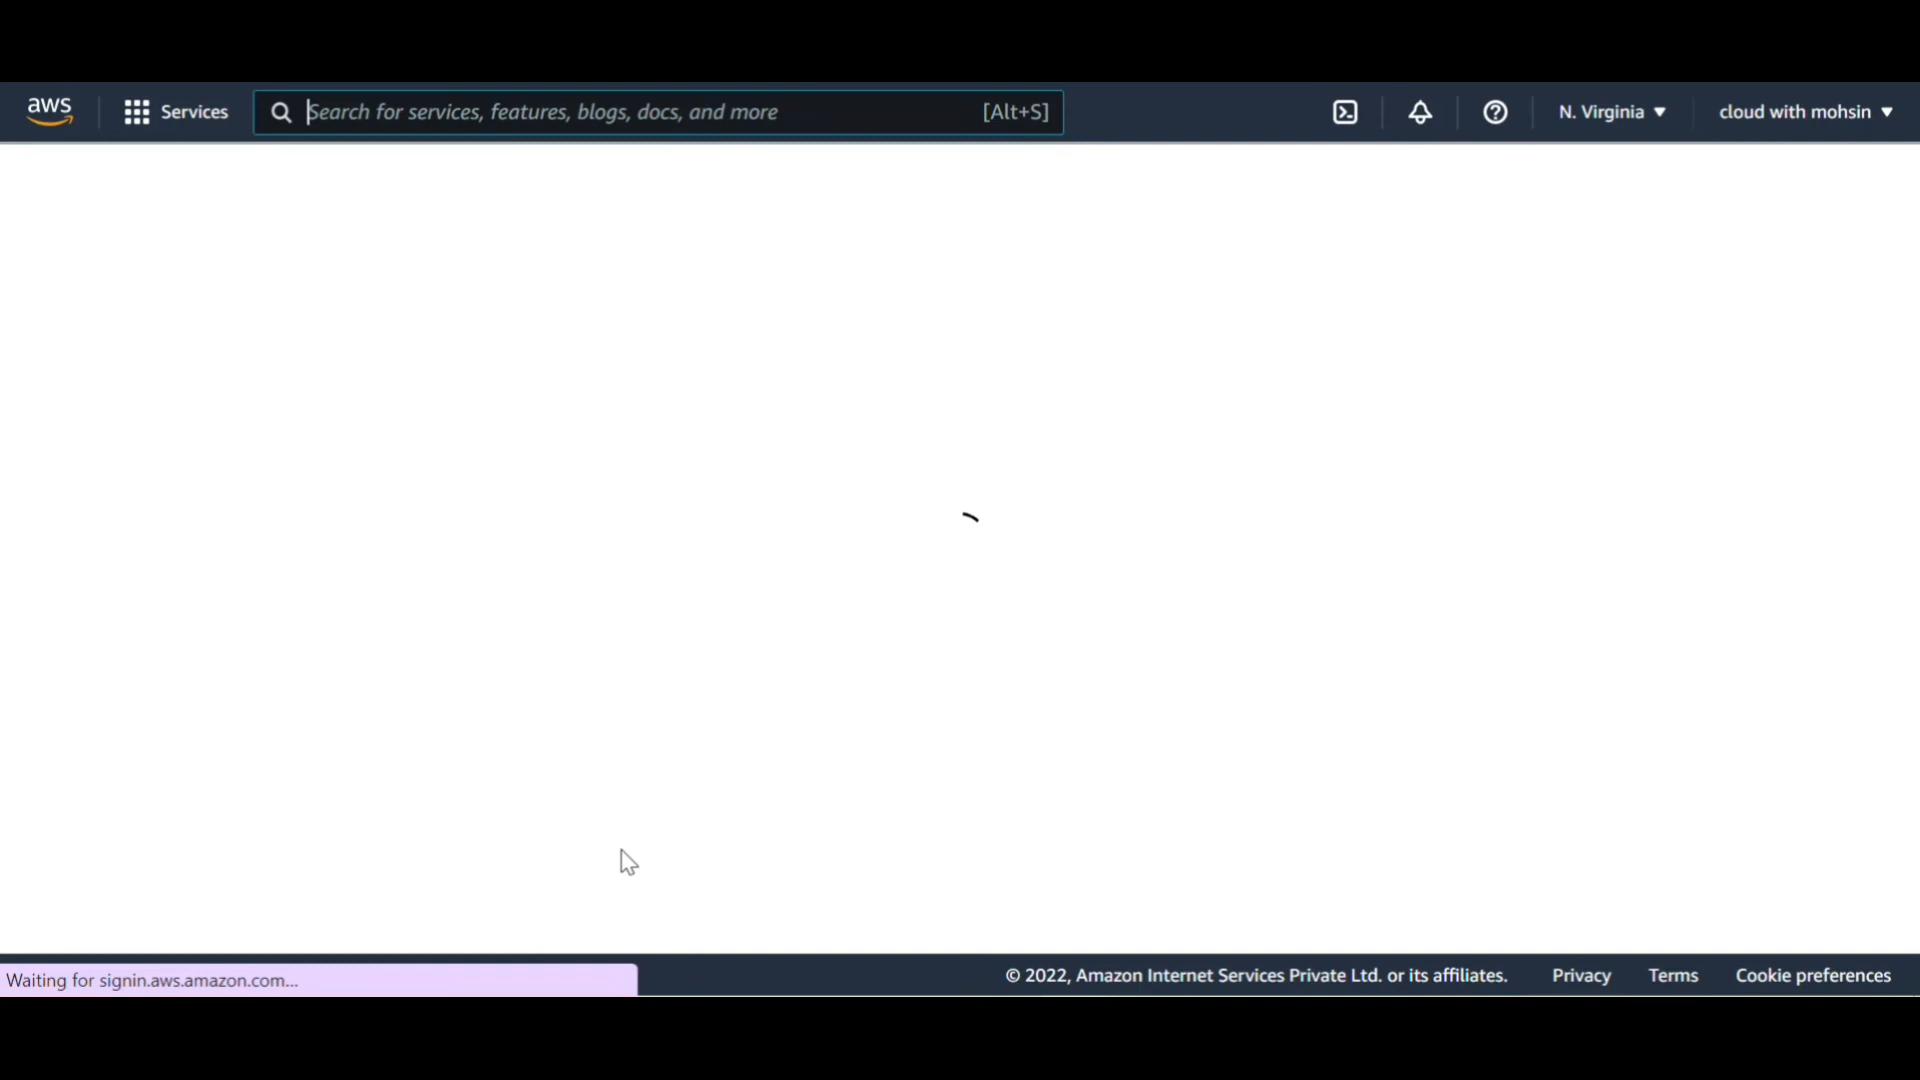 aws Services Search for services, features, blogs, docs, and more [Alt+S] N. Virginia cloud with mohsin
Waiting for signin.aws.amazon.com... © 2022, Amazon Internet Services Private Ltd. or its affiliates. Privacy Terms Cookie preferences